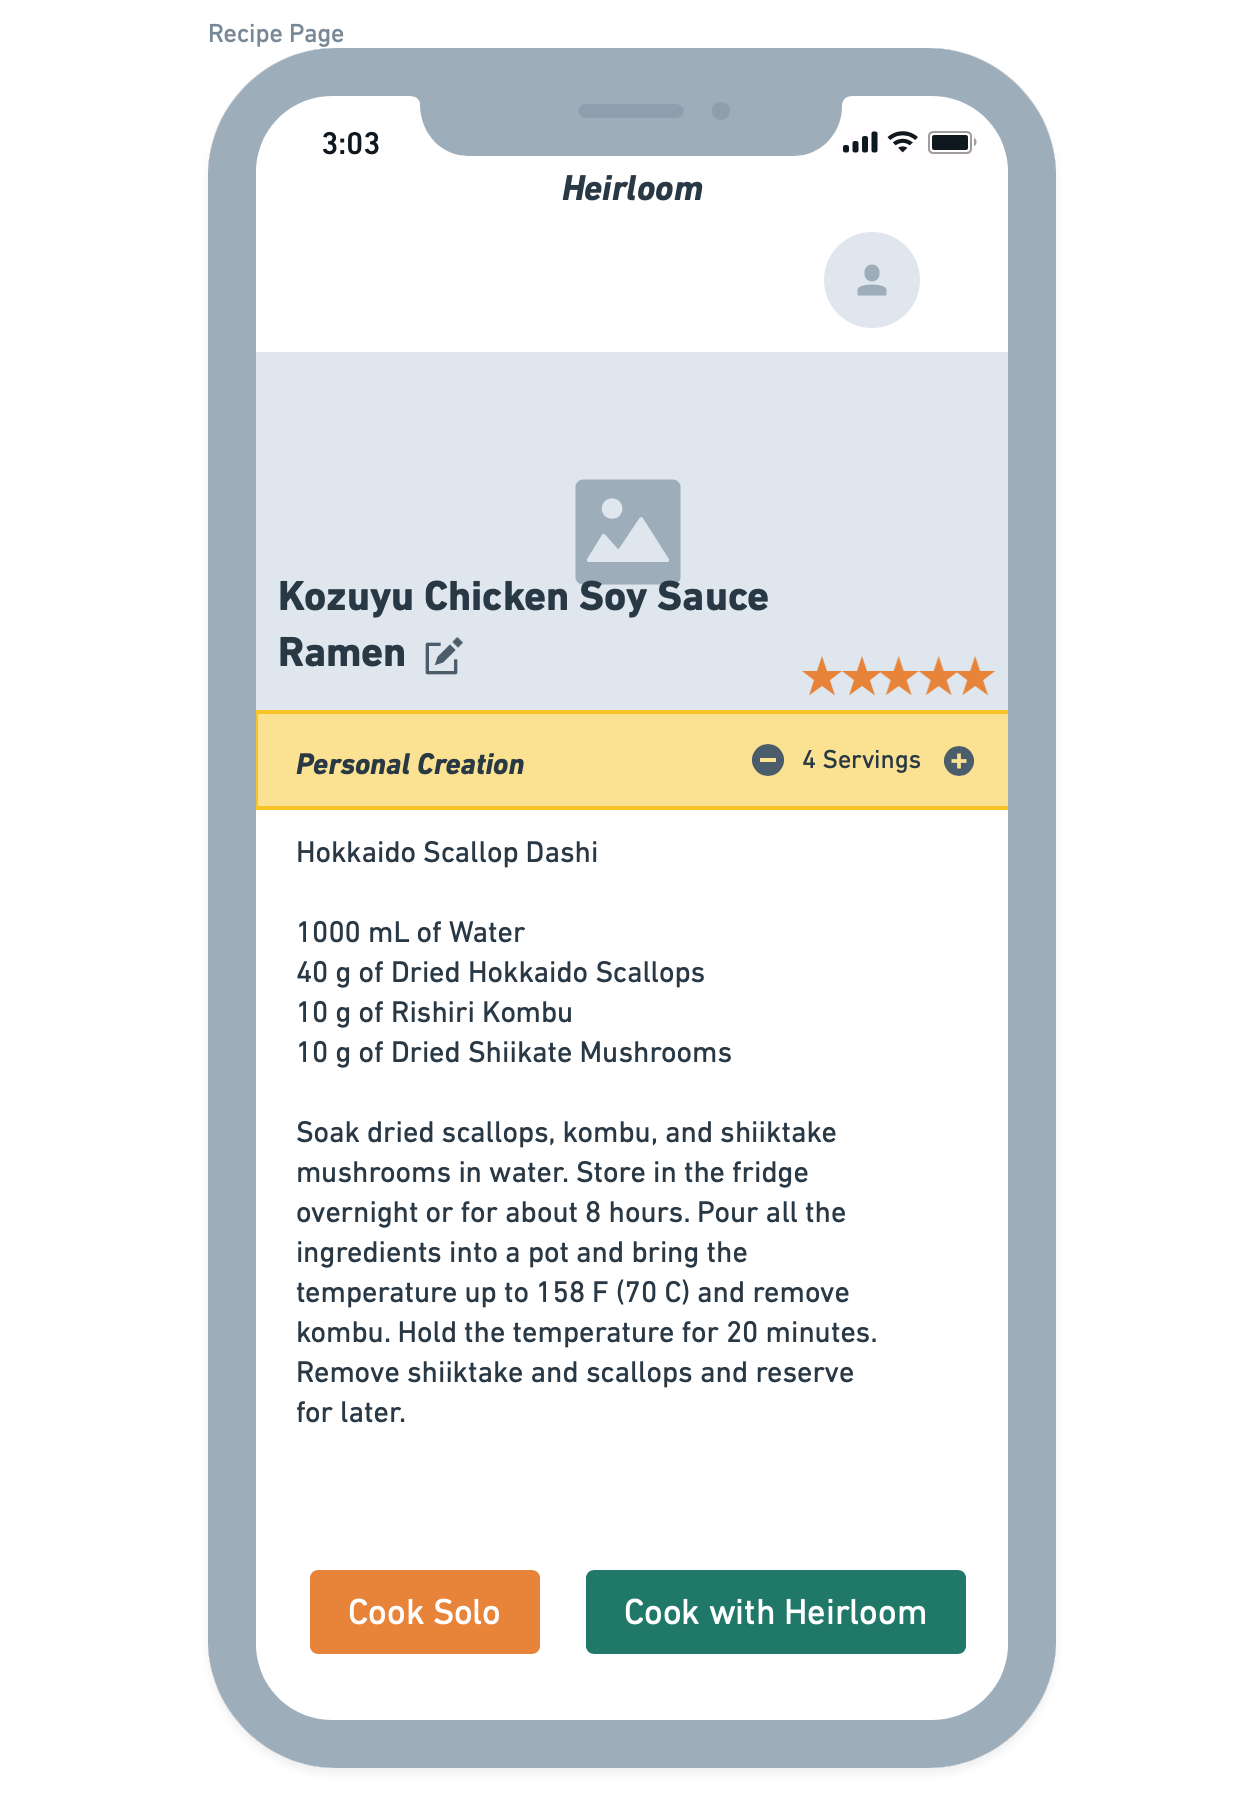 Recipe Page
3:03
Heirloom
Kozuyu Chicken Soy Sauce
Ramen
Personal Creation
4 Servings
Hokkaido Scallop Dashi
1000 mL of Water
40 g of Dried Hokkaido Scallops
10 g of Rishiri Kombu
10 g of Dried Shiikate Mushrooms
Soak dried scallops, kombu, and shiiktake
mushrooms in water. Store in the fridge
overnight or for about 8 hours. Pour all the
ingredients into a pot and bring the
temperature up to 158 F (70 C) and remove
kombu. Hold the temperature for 20 minutes.
Remove shiiktake and scallops and reserve
for later.
Cook Solo
Cook with Heirloom